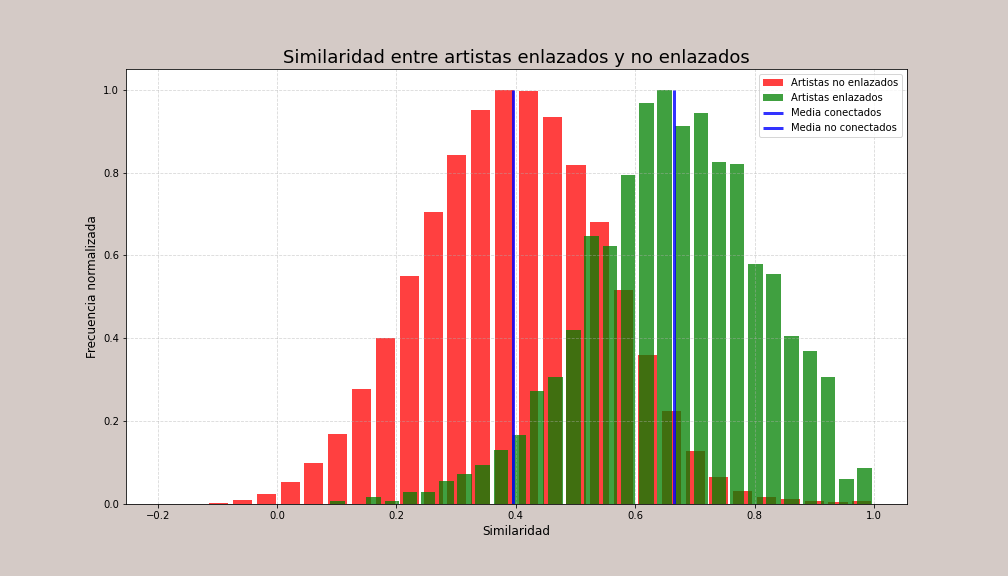 Similaridad entre artistas enlazados y no enlazados
Artistas no enlazados
Artistas enlazados
Media conectados
Media no conectados
Frecuencia normalizada
1.0
0.8
0.6
0.4
0.2
0.0
−0.2 0.0 0.2 0.4 0.6 0.8 1.0
Similaridad